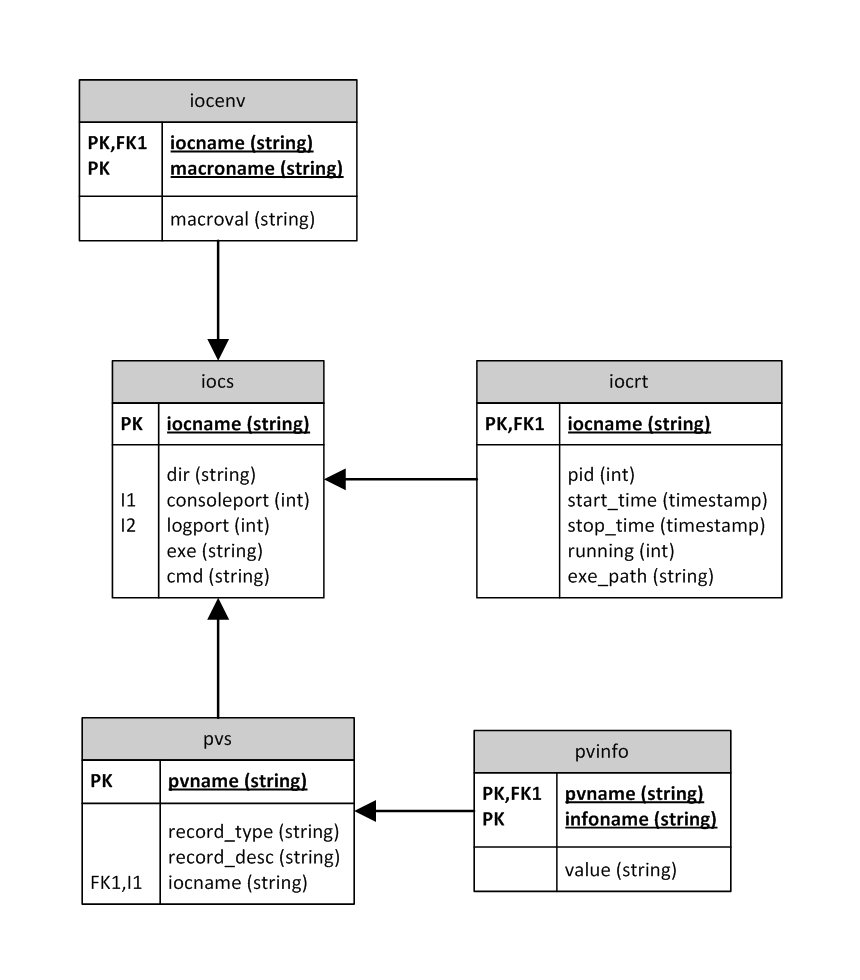 iocenv
PK,FK1 iocname (string)
PK macroname (string)
macroval (string)
iocs
PK iocname (string)
dir (string)
I1 consoleport (int)
I2 logport (int)
exe (string)
cmd (string)
iocrt
PK,FK1 iocname (string)
pid (int)
start_time (timestamp)
stop_time (timestamp)
running (int)
exe_path (string)
pvs
PK pvname (string)
record_type (string)
record_desc (string)
FK1,I1 iocname (string)
pvinfo
PK,FK1 pvname (string)
PK infoname (string)
value (string)